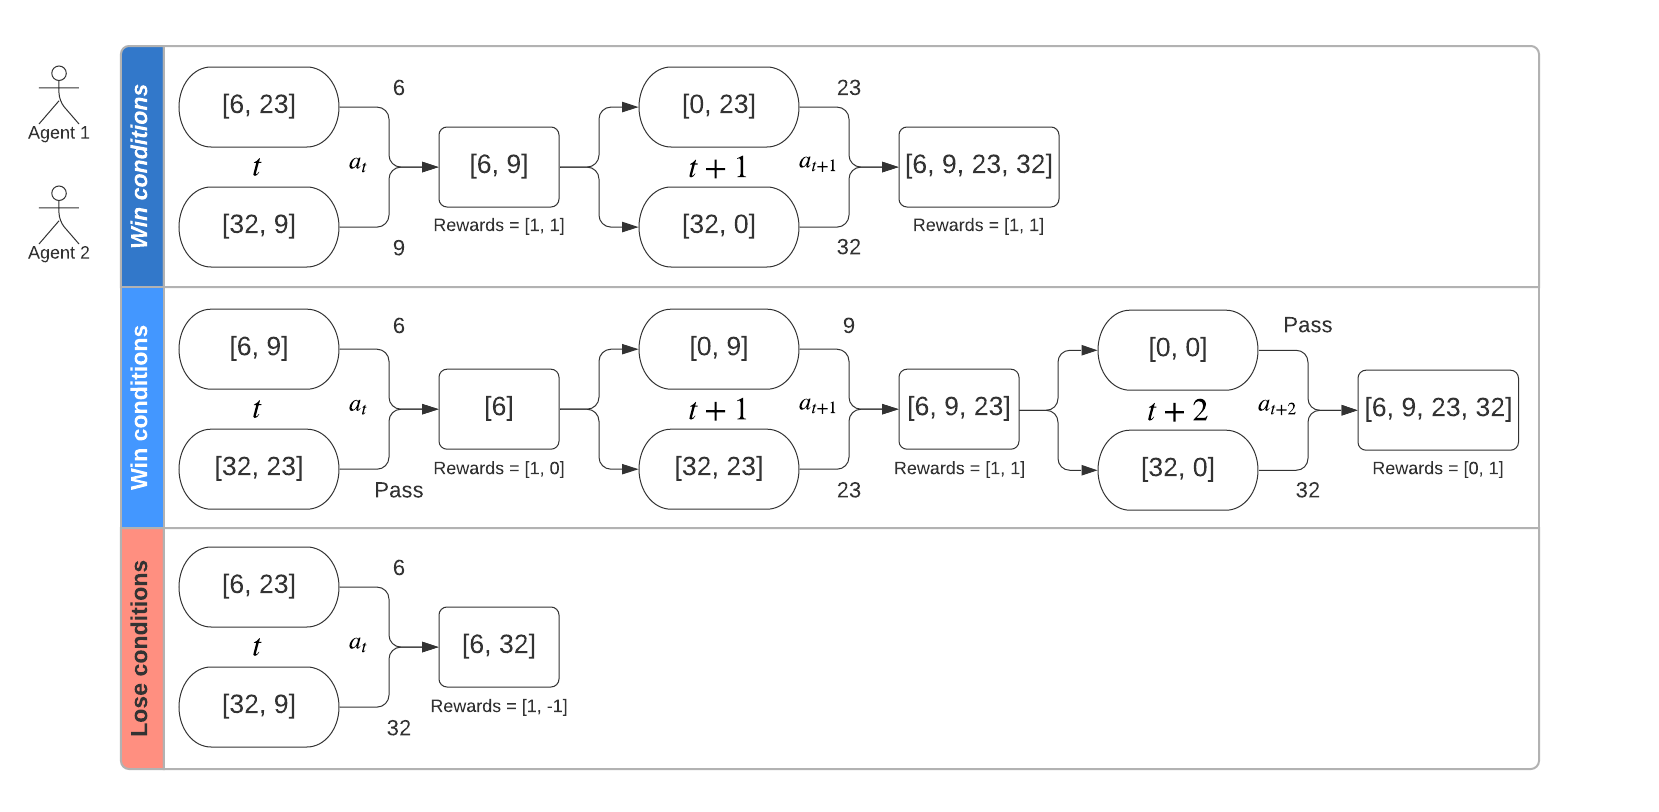 Agent 1
Agent 2
Win conditions
[6, 23]
6
t
a_t
[32, 9]
9
[6, 9]
Rewards = [1, 1]
[0, 23]
23
t + 1
a_{t+1}
[32, 0]
32
[6, 9, 23, 32]
Rewards = [1, 1]
Win conditions
[6, 9]
6
t
a_t
[32, 23]
Pass
[6]
Rewards = [1, 0]
[0, 9]
9
t + 1
a_{t+1}
[32, 23]
23
[6, 9, 23]
Rewards = [1, 1]
[0, 0]
Pass
t + 2
a_{t+2}
[32, 0]
32
[6, 9, 23, 32]
Rewards = [0, 1]
Lose conditions
[6, 23]
6
t
a_t
[32, 9]
32
[6, 32]
Rewards = [1, -1]